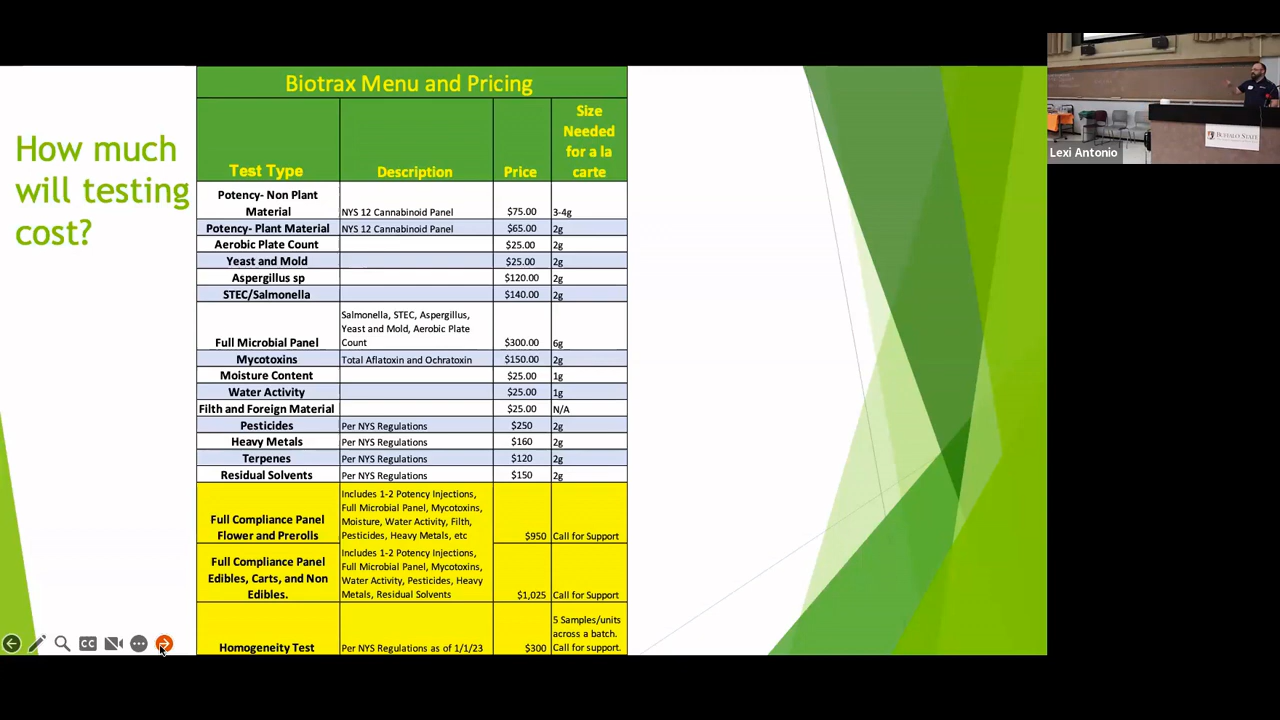 How much
will testing
cost?
Biotrax Menu and Pricing
Test Type Description Price Size Needed for a la carte
Potency- Non Plant Material NYS 12 Cannabinoid Panel $75.00 3-4g
Potency- Plant Material NYS 12 Cannabinoid Panel $65.00 2g
Aerobic Plate Count $25.00 2g
Yeast and Mold $25.00 2g
Aspergillus sp $120.00 2g
STEC/Salmonella $140.00 2g
Full Microbial Panel Salmonella, STEC, Aspergillus, Yeast and Mold, Aerobic Plate Count $300.00 6g
Mycotoxins Total Aflatoxin and Ochratoxin $150.00 2g
Moisture Content $25.00 1g
Water Activity $25.00 1g
Filth and Foreign Material $25.00 N/A
Pesticides Per NYS Regulations $250 2g
Heavy Metals Per NYS Regulations $160 2g
Terpenes Per NYS Regulations $120 2g
Residual Solvents Per NYS Regulations $150 2g
Full Compliance Panel Flower and Prerolls Includes 1-2 Potency Injections, Full Microbial Panel, Mycotoxins, Moisture, Water Activity, Filth, Pesticides, Heavy Metals, etc $950 Call for Support
Full Compliance Panel Edibles, Carts, and Non Edibles. Includes 1-2 Potency Injections, Full Microbial Panel, Mycotoxins, Water Activity, Pesticides, Heavy Metals, Residual Solvents $1,025 Call for Support
Homogeneity Test Per NYS Regulations as of 1/1/23 $300 5 Samples/units across a batch. Call for support.
CC
Lexi Antonio
BUFFALO STATE